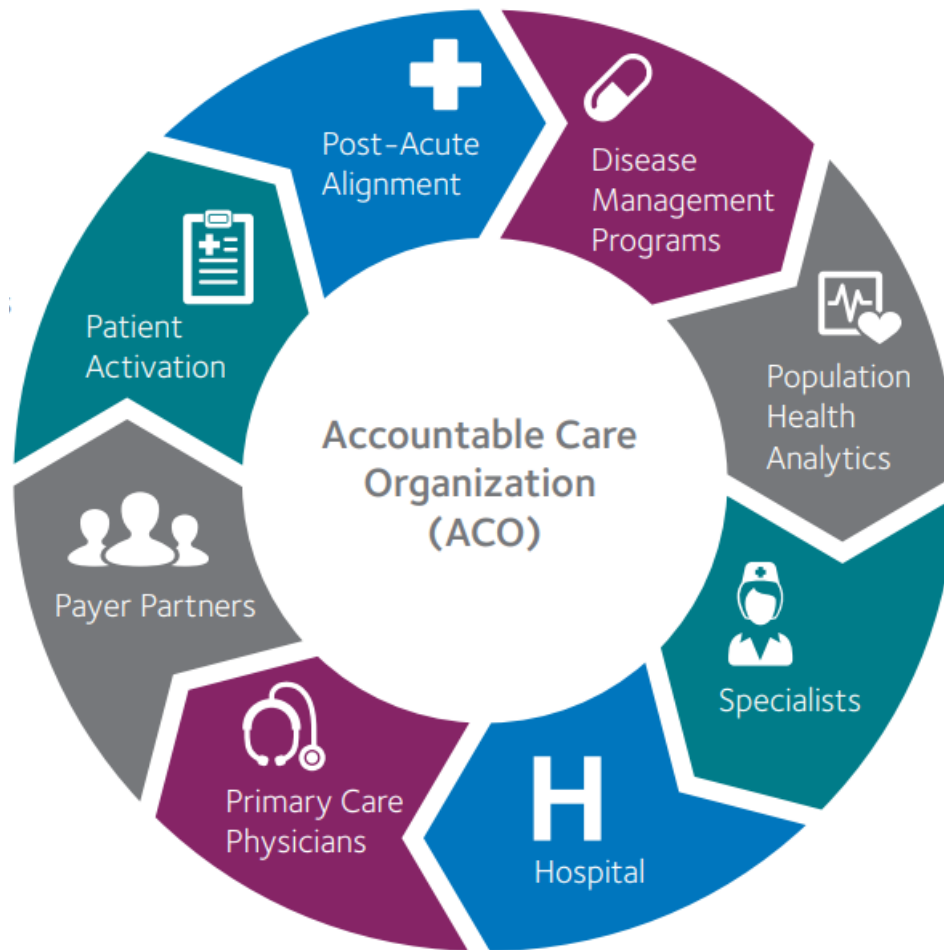 Post-Acute
Alignment
Disease
Management
Programs
Population
Health
Analytics
Specialists
H
Hospital
Primary Care
Physicians
Payer Partners
Patient
Activation
Accountable Care
Organization
(ACO)